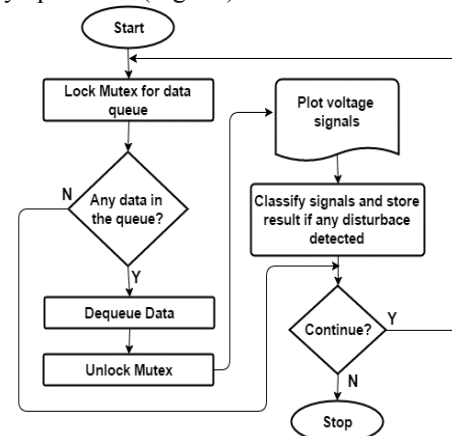 Start
Lock Mutex for data
queue
N
Any data in
the queue?
Y
Dequeue Data
Unlock Mutex
Plot voltage
signals
Classify signals and store
result if any disturbace
detected
Continue?
Y
N
Stop